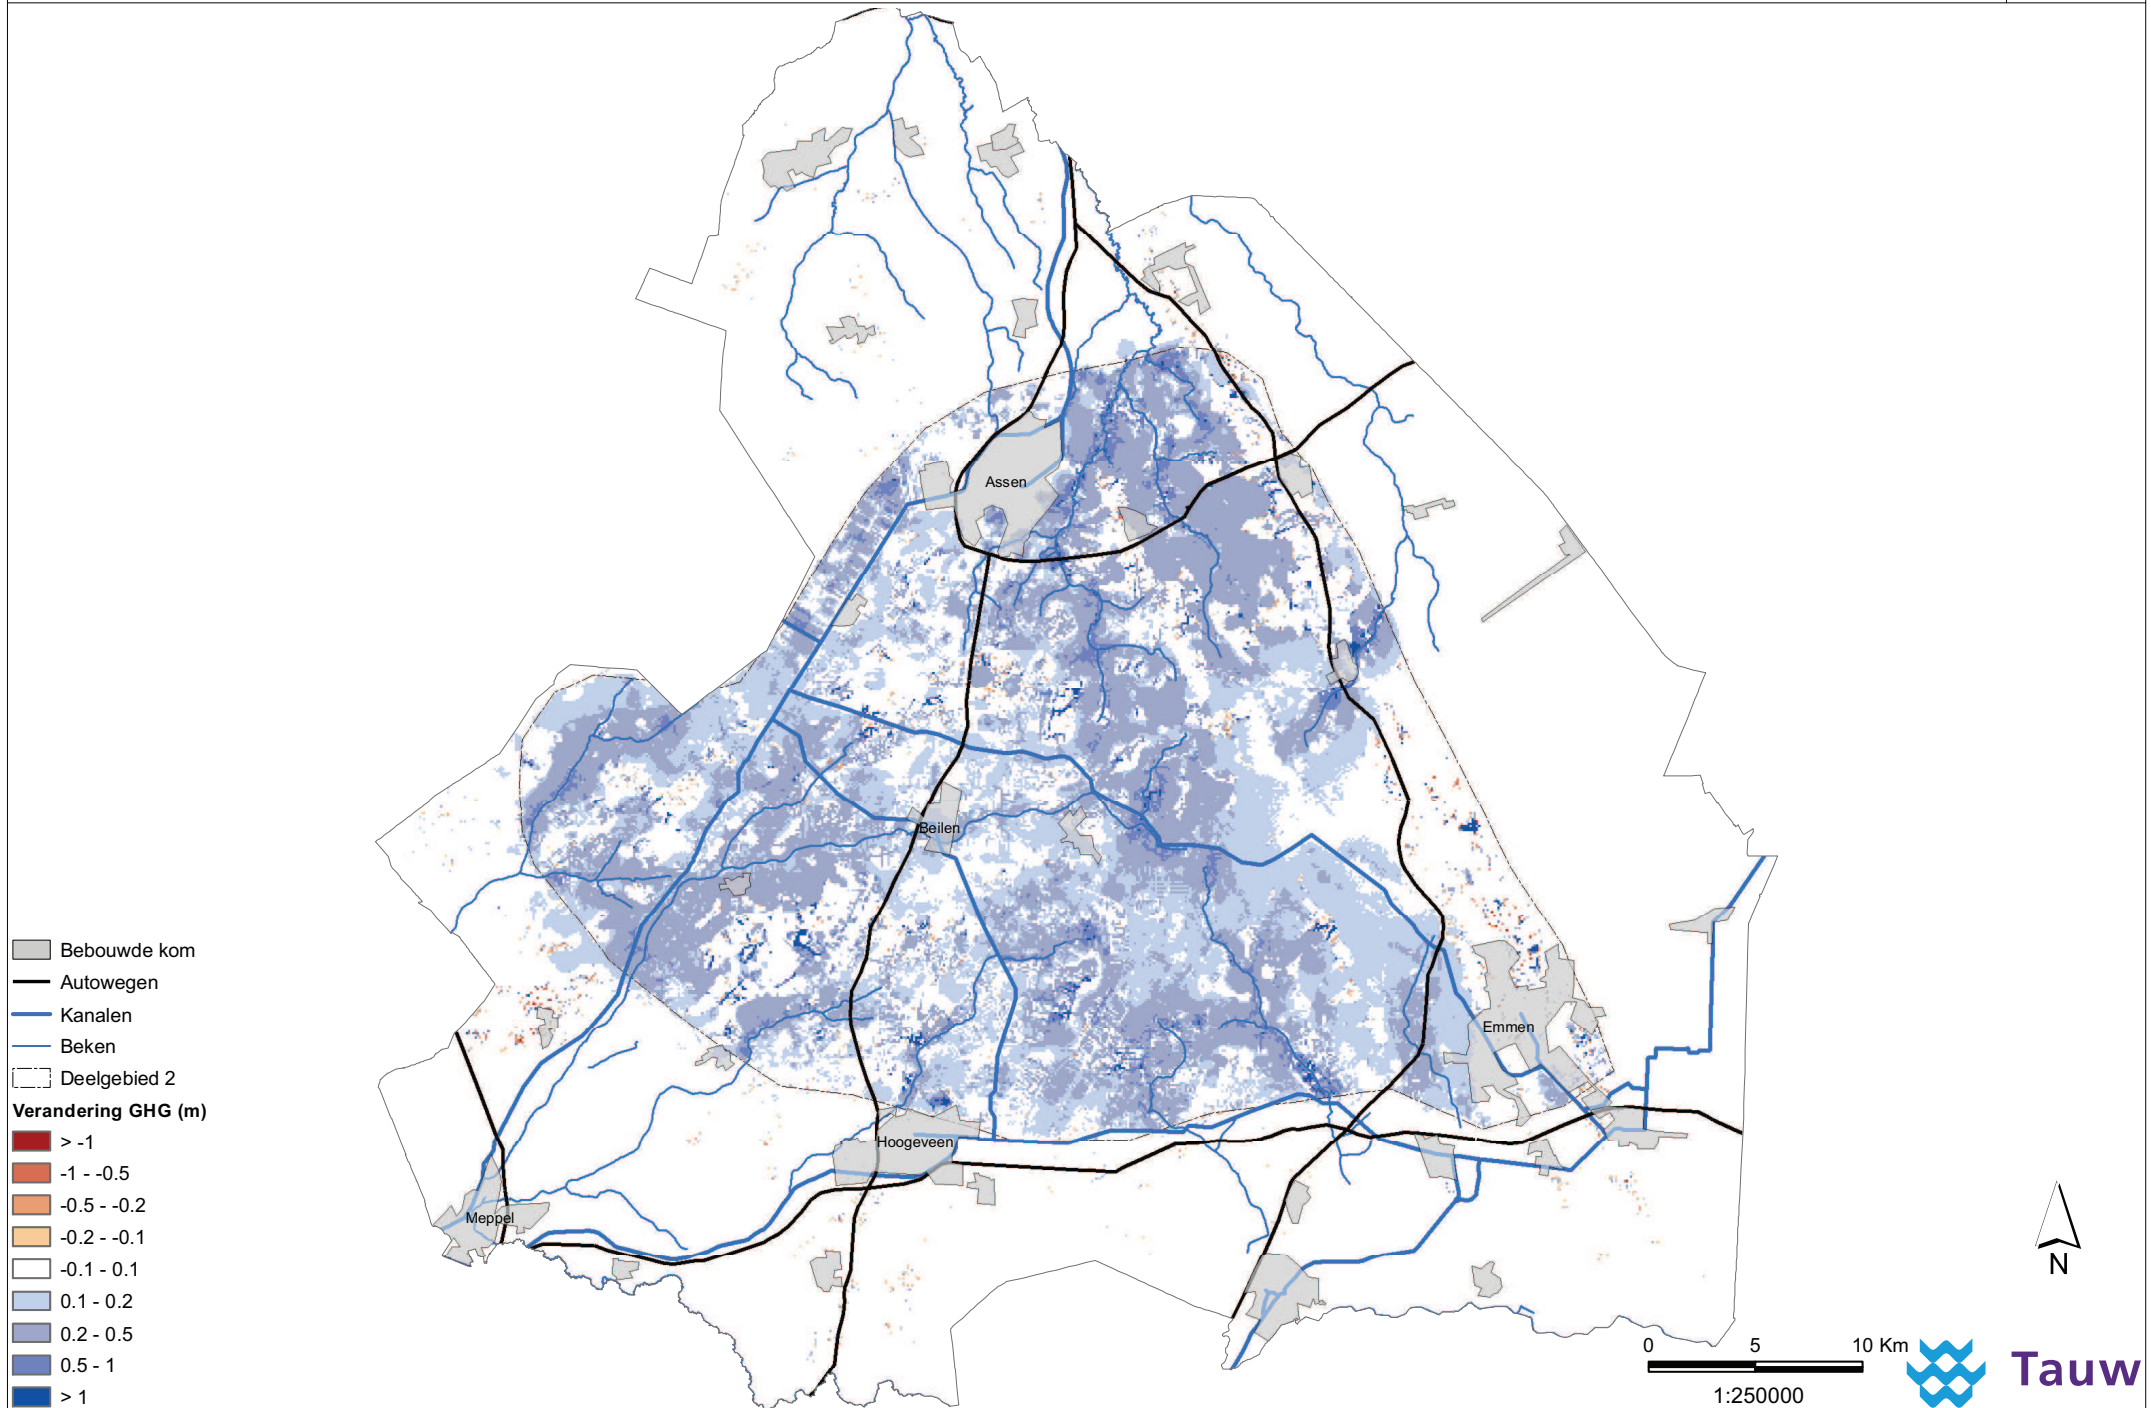 Assen
Beilen
Emmen
Hoogeveen
Meppel
Bebouwde kom
Autowegen
Kanalen
Beken
Deelgebied 2
Verandering GHG (m)
> -1
-1 - -0.5
-0.5 - -0.2
-0.2 - -0.1
-0.1 - 0.1
0.1 - 0.2
0.2 - 0.5
0.5 - 1
> 1
N
0 5 10 Km
1:250000
Tauw